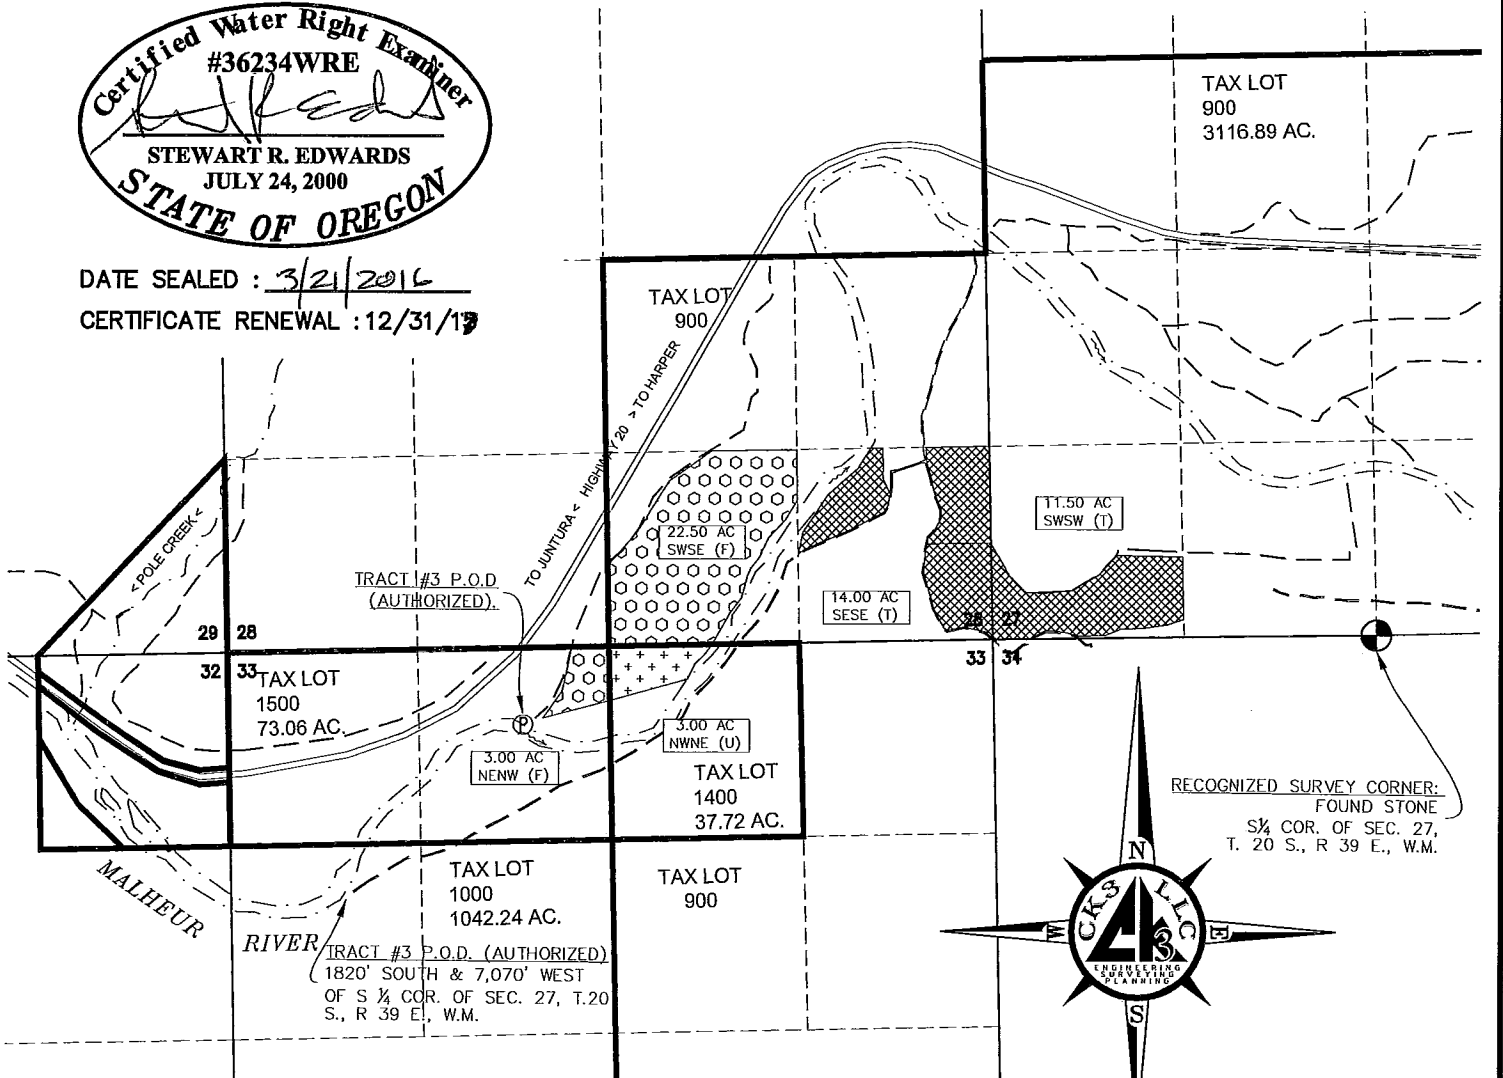 Certified Water Right Examiner
#36234WRE
STEWART R. EDWARDS
JULY 24, 2000
STATE OF OREGON
DATE SEALED : 3/21/2016
CERTIFICATE RENEWAL : 12/31/1
TAX LOT
900
3116.89 AC.
TAX LOT
900
TO JUNTURA < HIGHWAY 20 > TO HARPER
< POLE CREEK <
22.50 AC
SWSE (F)
11.50 AC
SWSW (T)
TRACT #3 P.O.D
(AUTHORIZED).
14.00 AC
SESE (T)
29 28
32 33
28 27
33 34
TAX LOT
1500
73.06 AC.
P
3.00 AC
NENW (F)
3.00 AC
NWNE (U)
TAX LOT
1400
37.72 AC.
RECOGNIZED SURVEY CORNER:
FOUND STONE
S¼ COR. OF SEC. 27,
T. 20 S., R 39 E., W.M.
MALHEUR RIVER
TAX LOT
1000
1042.24 AC.
TAX LOT
900
TRACT #3 P.O.D. (AUTHORIZED)
1820' SOUTH & 7,070' WEST
OF S ¼ COR. OF SEC. 27, T.20
S., R 39 E., W.M.
N
W
E
S
CK3 LLC
CK3
ENGINEERING
SURVEYING
PLANNING